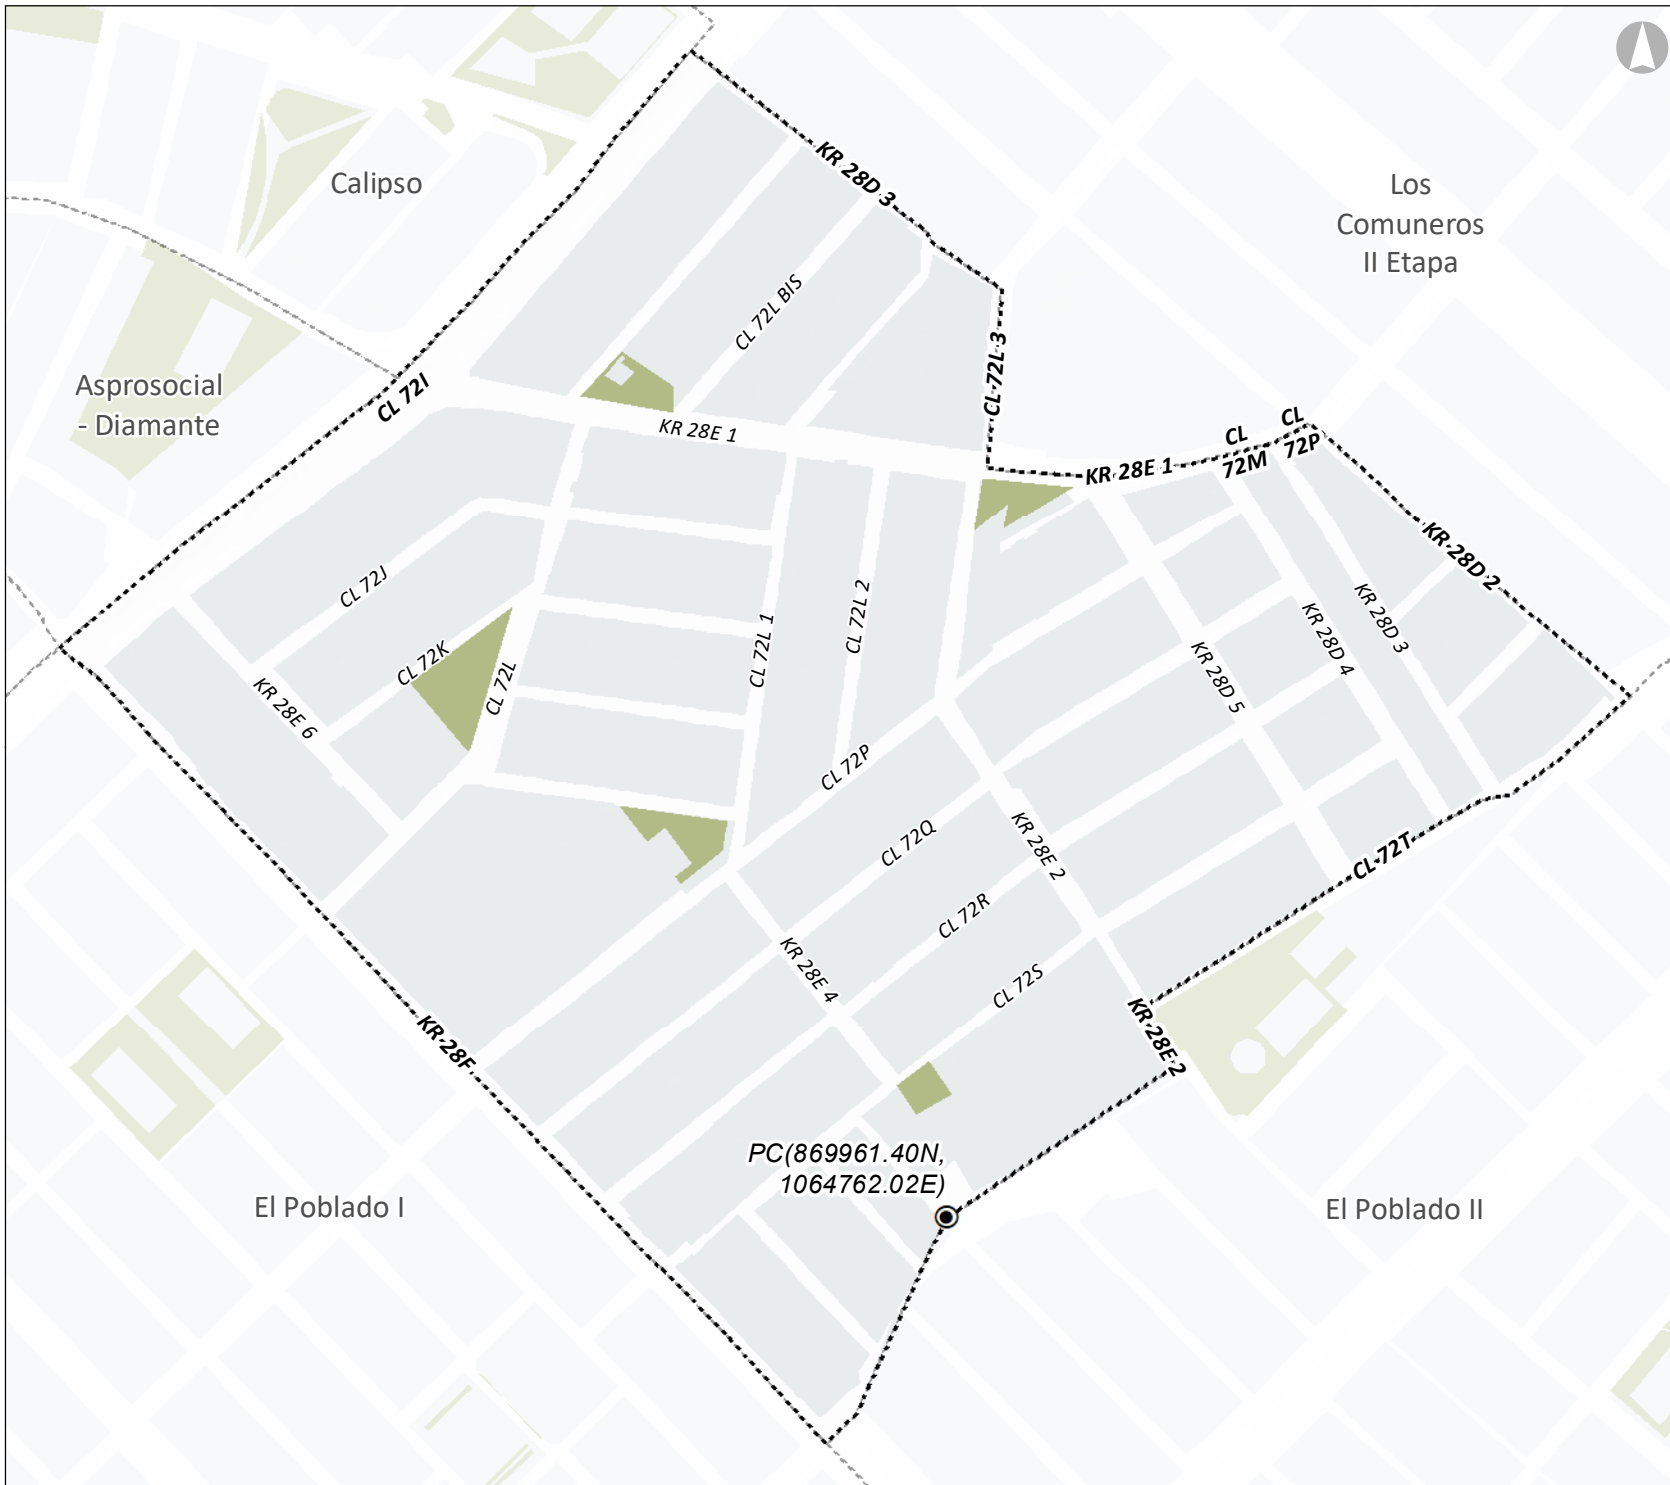 KR 28D 3
Calipso
Los
Comuneros
II Etapa
CL 72L BIS
CL 72L 3
Asprosocial
- Diamante
CL 72I
KR 28E 1
CL
72M
CL
72P
KR 28E 1
KR 28D 2
CL 72J
CL 72K
CL 72L
CL 72L 1
CL 72L 2
KR 28D 3
KR 28D 4
KR 28D 5
KR 28E 6
CL 72P
CL 72Q
KR 28E 2
CL 72T
CL 72R
CL 72S
KR 28E 4
KR 28F
KR 28E 2
PC(869961.40N,
1064762.02E)
El Poblado I
El Poblado II